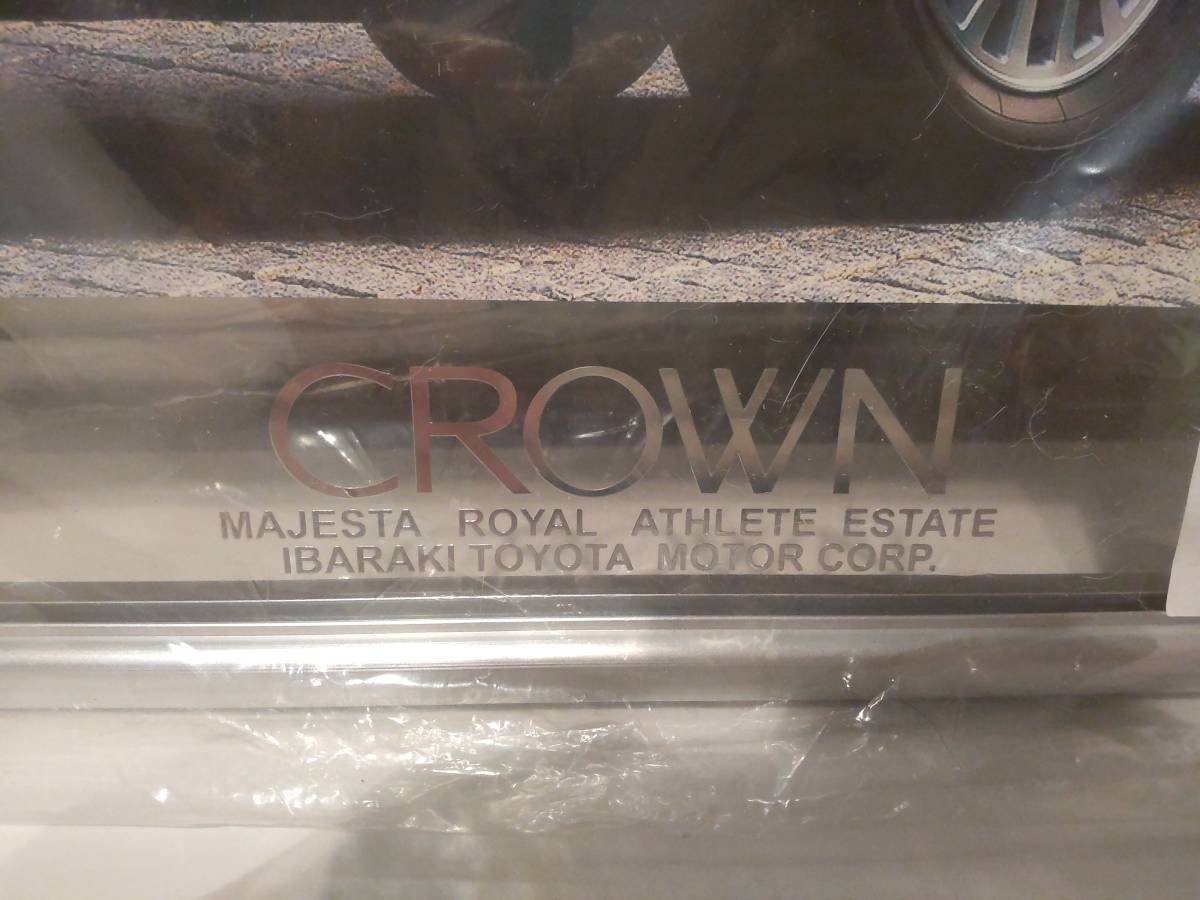 CROWN
MAJESTA ROYAL ATHLETE ESTATE
IBARAKI TOYOTA MOTOR CORP.